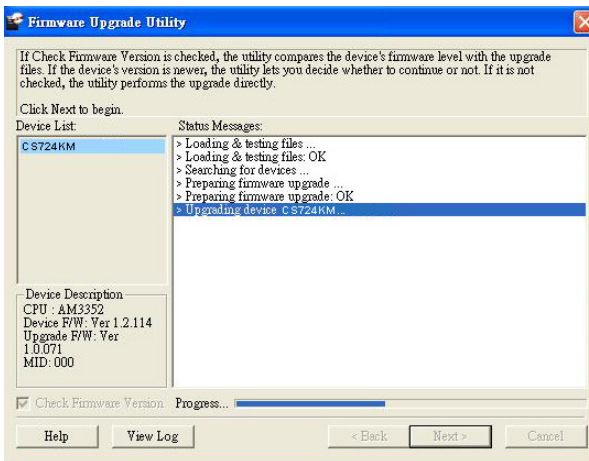 Firmware Upgrade Utility
If Check Firmware Version is checked, the utility compares the device's firmware level with the upgrade
files. If the device's version is newer, the utility lets you decide whether to continue or not. If it is not
checked, the utility performs the upgrade directly.
Click Next to begin.
Device List:
CS724KM
Status Messages:
> Loading & testing files ...
> Loading & testing files: OK
> Searching for devices ...
> Preparing firmware upgrade ...
> Preparing firmware upgrade: OK
> Upgrading device CS724KM...
Device Description
CPU : AM3352
Device F/W: Ver 1.2.114
Upgrade F/W: Ver
1.0.071
MID: 000
Check Firmware Version
Progress...
Help
View Log
< Back
Next >
Cancel